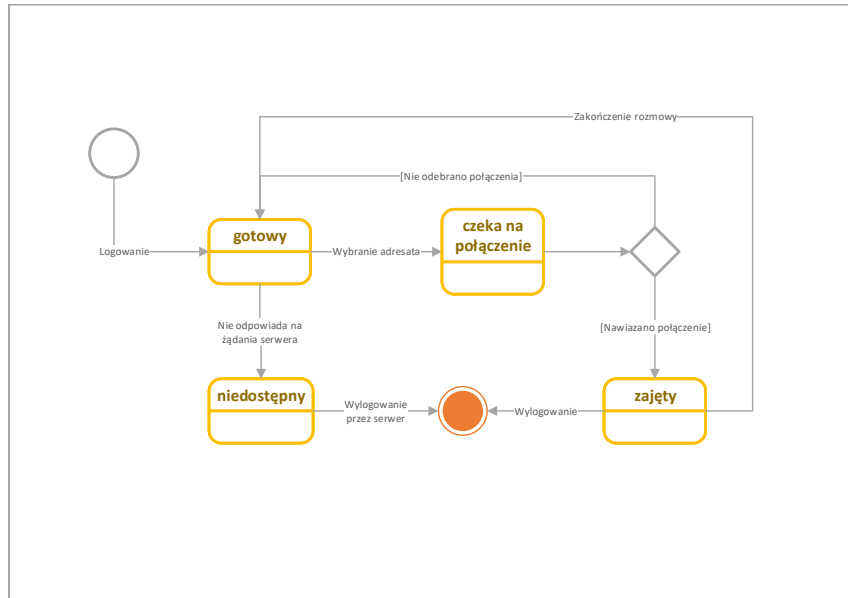 Zakończenie rozmowy
[Nie odebrano połączenia]
gotowy
czeka na
połączenie
Logowanie
Wybranie adresata
Nie odpowiada na
żądania serwera
[Nawiazano połączenie]
niedostępny
Wylogowanie
przez serwer
Wylogowanie
zajęty